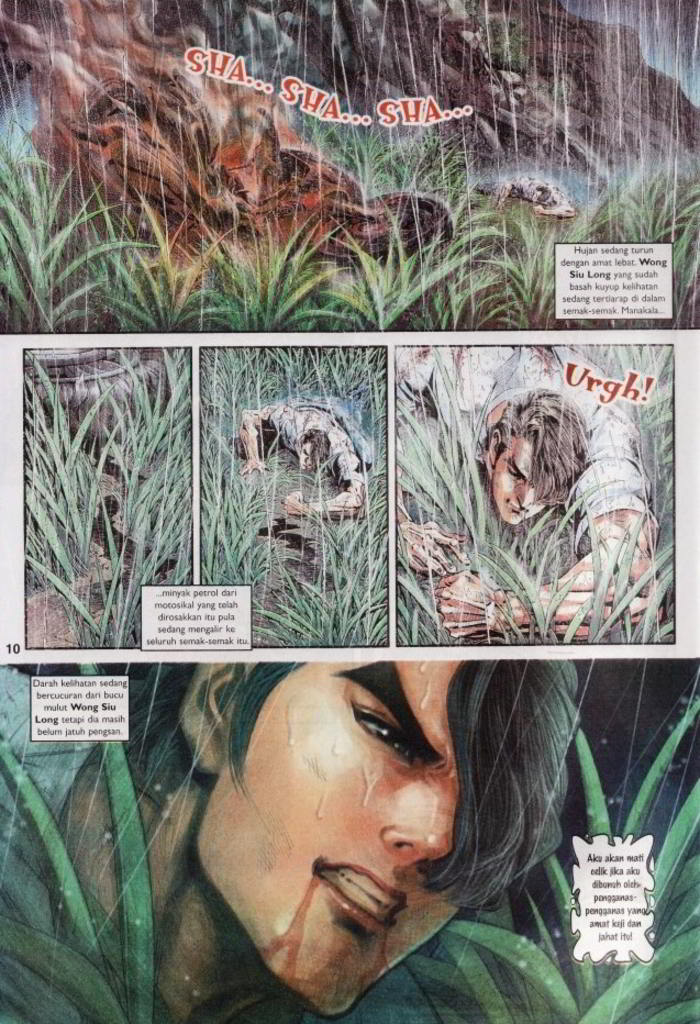 SHA... SHA... SHA...
Hujan sedang turun
dengan amat lebat. Wong
Siu Long yang sudah
basah kuyup kelihatan
sedang tertiarap di dalam
semak-semak. Manakala...
...minyak petrol dari
motosikal yang telah
dirosakkan itu pula
sedang mengalir ke
seluruh semak-semak itu.
Urgh!
10
Darah kelihatan sedang
bercucuran dari bucu
mulut Wong Siu
Long tetapi dia masih
belum jatuh pengsan.
Aku akan mati
celik jika aku
dibunuh oleh
pengganas-
pengganas yang
amat keji dan
jahat itu!